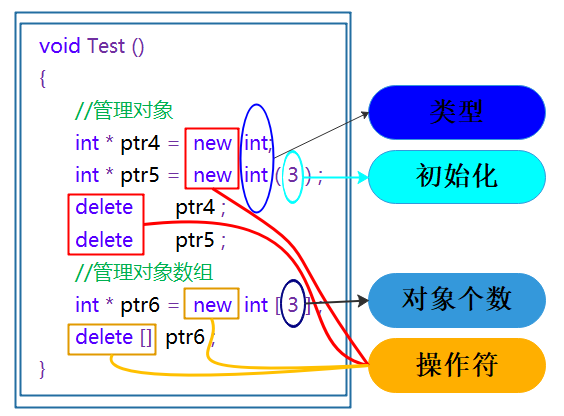 void Test ()
{
//管理对象
int * ptr4 = new int;
int * ptr5 = new int ( 3 ) ;
delete ptr4 ;
delete ptr5 ;
//管理对象数组
int * ptr6 = new int [ 3 ] ;
delete [] ptr6 ;
}
类型
初始化
对象个数
操作符